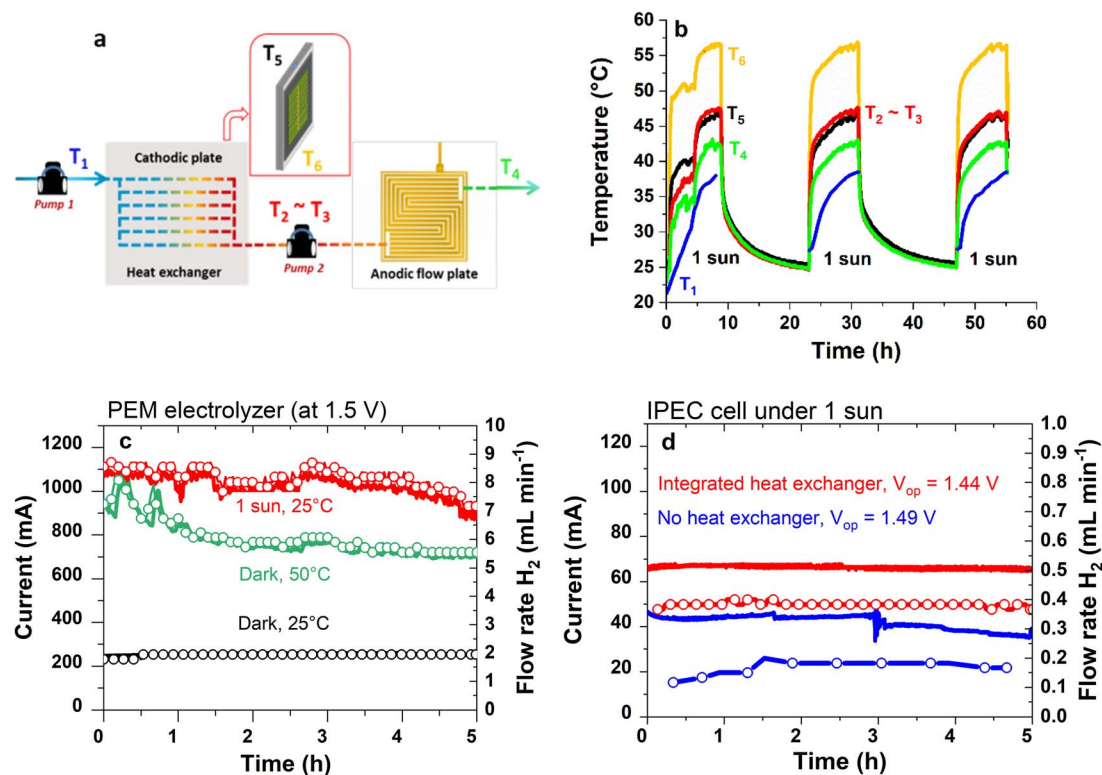 a
T5
T6
T1
Pump 1
Cathodic plate
Heat exchanger
T2 ~ T3
Pump 2
T4
Anodic flow plate
b
Temperature (°C)
60
55
50
45
40
35
30
25
20
T6
T5
T2 ~ T3
T4
T1
1 sun
1 sun
1 sun
0 10 20 30 40 50 60
Time (h)
PEM electrolyzer (at 1.5 V)
c
Current (mA)
1200
1000
800
600
400
200
0
1 sun, 25°C
Dark, 50°C
Dark, 25°C
10
9
8
7
6
5
4
3
2
1
0
Flow rate H2 (mL min-1)
0 1 2 3 4 5
Time (h)
IPEC cell under 1 sun
d
Current (mA)
120
100
80
60
40
20
0
Integrated heat exchanger, Vop = 1.44 V
No heat exchanger, Vop = 1.49 V
1.0
0.9
0.8
0.7
0.6
0.5
0.4
0.3
0.2
0.1
0.0
Flow rate H2 (mL min-1)
0 1 2 3 4 5
Time (h)